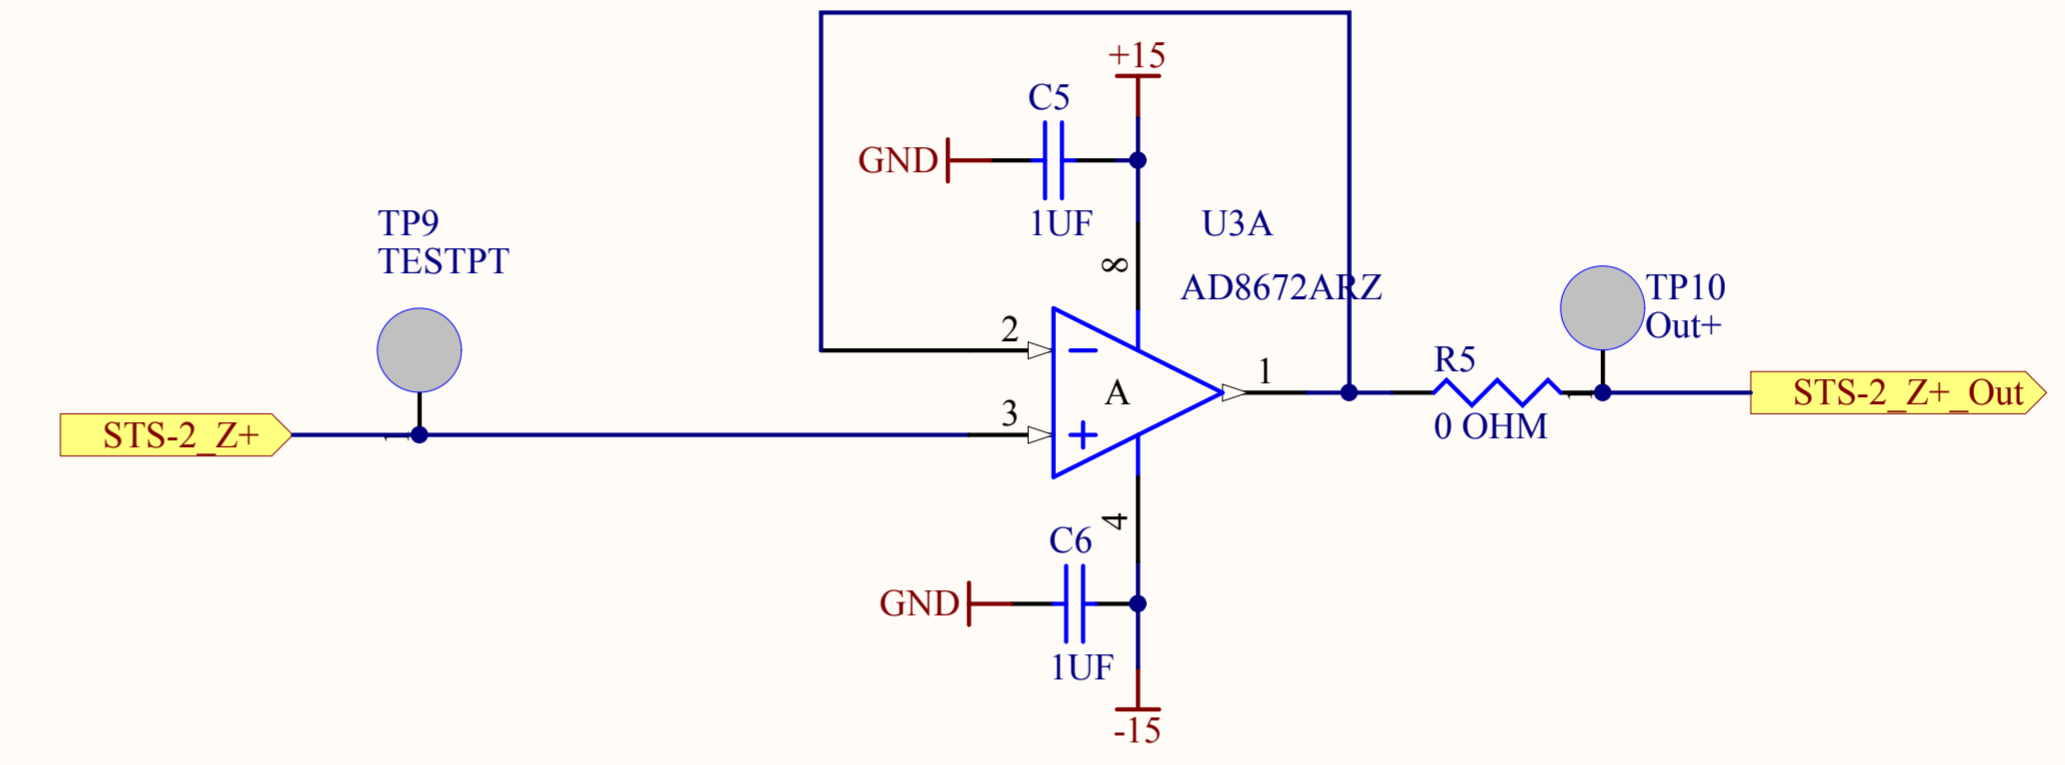 +15
C5
GND
1UF
TP9
TESTPT
U3A
8
AD8672ARZ
TP10
Out+
2
A
1
R5
0 OHM
STS-2_Z+_Out
3
STS-2_Z+
4
C6
GND
1UF
-15